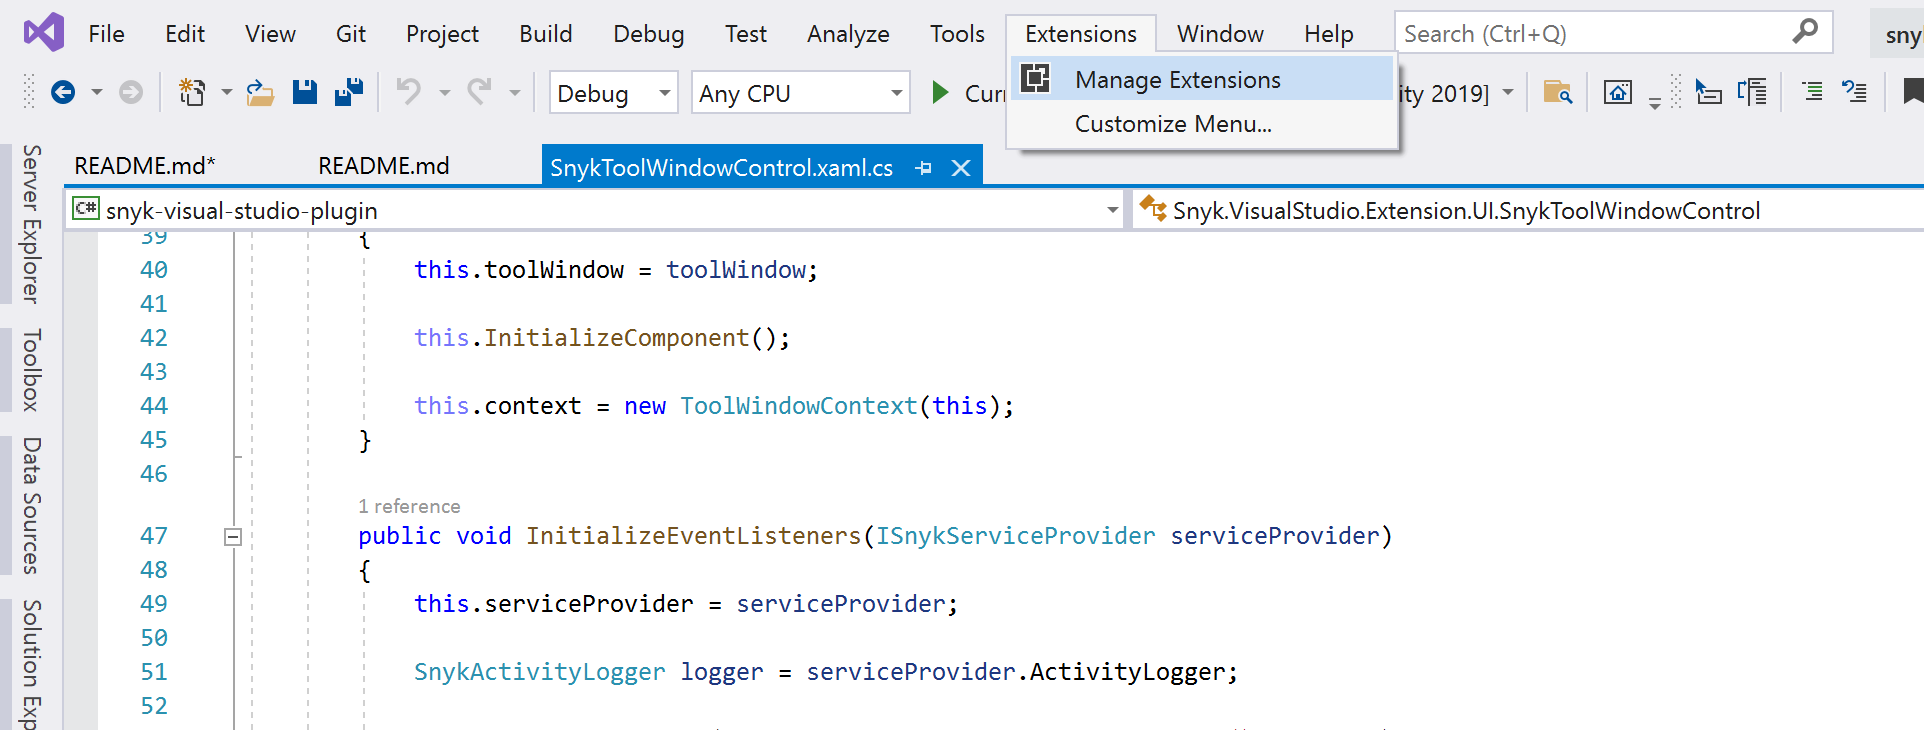 File Edit View Git Project Build Debug Test Analyze Tools Extensions Window Help Search (Ctrl+Q)
Manage Extensions
Customize Menu...
Debug Any CPU 2019]
README.md* README.md SnykToolWindowControl.xaml.cs
C# snyk-visual-studio-plugin Snyk.VisualStudio.Extension.UI.SnykToolWindowControl
Server Explorer
Toolbox
Data Sources
Solution
39 {
40 this.toolWindow = toolWindow;
41
42 this.InitializeComponent();
43
44 this.context = new ToolWindowContext(this);
45 }
46
1 reference
47 public void InitializeEventListeners(ISnykServiceProvider serviceProvider)
48 {
49 this.serviceProvider = serviceProvider;
50
51 SnykActivityLogger logger = serviceProvider.ActivityLogger;
52